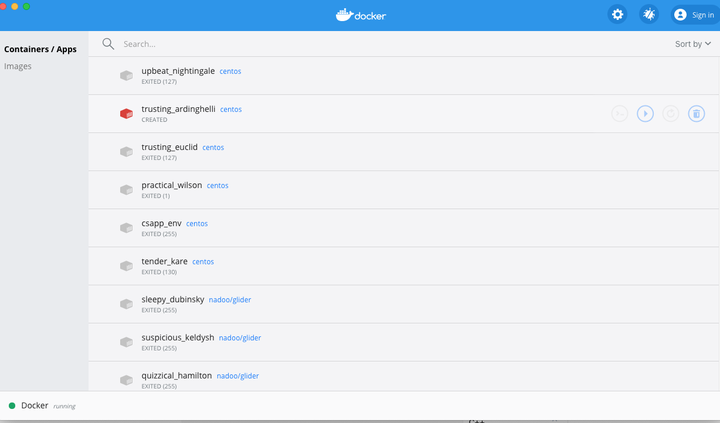 docker
Sign in
Containers / Apps
Images
Search...
Sort by
upbeat_nightingale centos
EXITED (127)
trusting_ardinghelli centos
CREATED
trusting_euclid centos
EXITED (127)
practical_wilson centos
EXITED (1)
csapp_env centos
EXITED (255)
tender_kare centos
EXITED (130)
sleepy_dubinsky nadoo/glider
EXITED (255)
suspicious_keldysh nadoo/glider
EXITED (255)
quizzical_hamilton nadoo/glider
EXITED (255)
Docker running